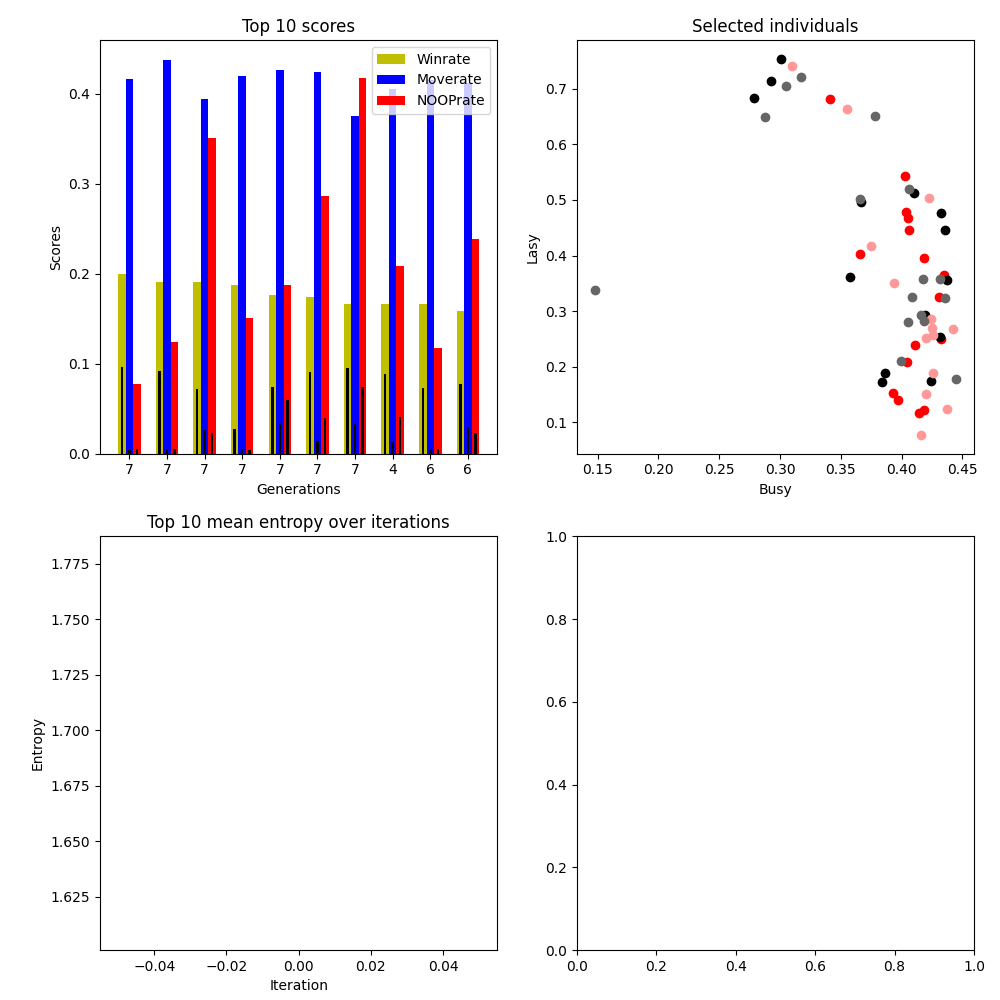 Top 10 scores
Winrate
Moverate
NOOPrate
Scores
0.4
0.3
0.2
0.1
0.0
7 7 7 7 7 7 7 4 6 6
Generations
Selected individuals
Lasy
0.7
0.6
0.5
0.4
0.3
0.2
0.1
0.15 0.20 0.25 0.30 0.35 0.40 0.45
Busy
Top 10 mean entropy over iterations
Entropy
1.775
1.750
1.725
1.700
1.675
1.650
1.625
−0.04 −0.02 0.00 0.02 0.04
Iteration
1.0
0.8
0.6
0.4
0.2
0.0
0.0 0.2 0.4 0.6 0.8 1.0